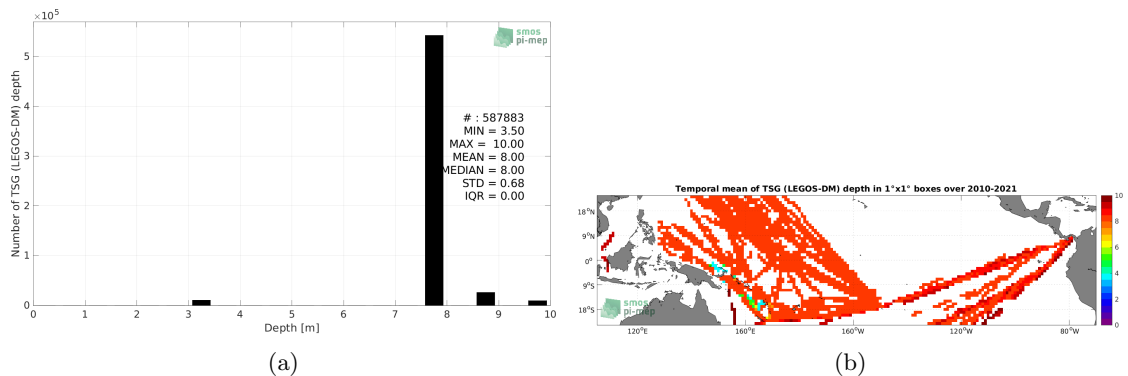 ×10⁵
smos
pi-mep
Number of TSG (LEGOS-DM) depth
5
4
3
2
1
0
# : 587883
MIN = 3.50
MAX = 10.00
MEAN = 8.00
MEDIAN = 8.00
STD = 0.68
IQR = 0.00
0 1 2 3 4 5 6 7 8 9 10
Depth [m]
(a)
Temporal mean of TSG (LEGOS-DM) depth in 1°x1° boxes over 2010-2021
18°N
9°N
0°
9°S
18°S
smos
pi-mep
120°E 160°E 160°W 120°W 80°W
10
8
6
4
2
0
(b)